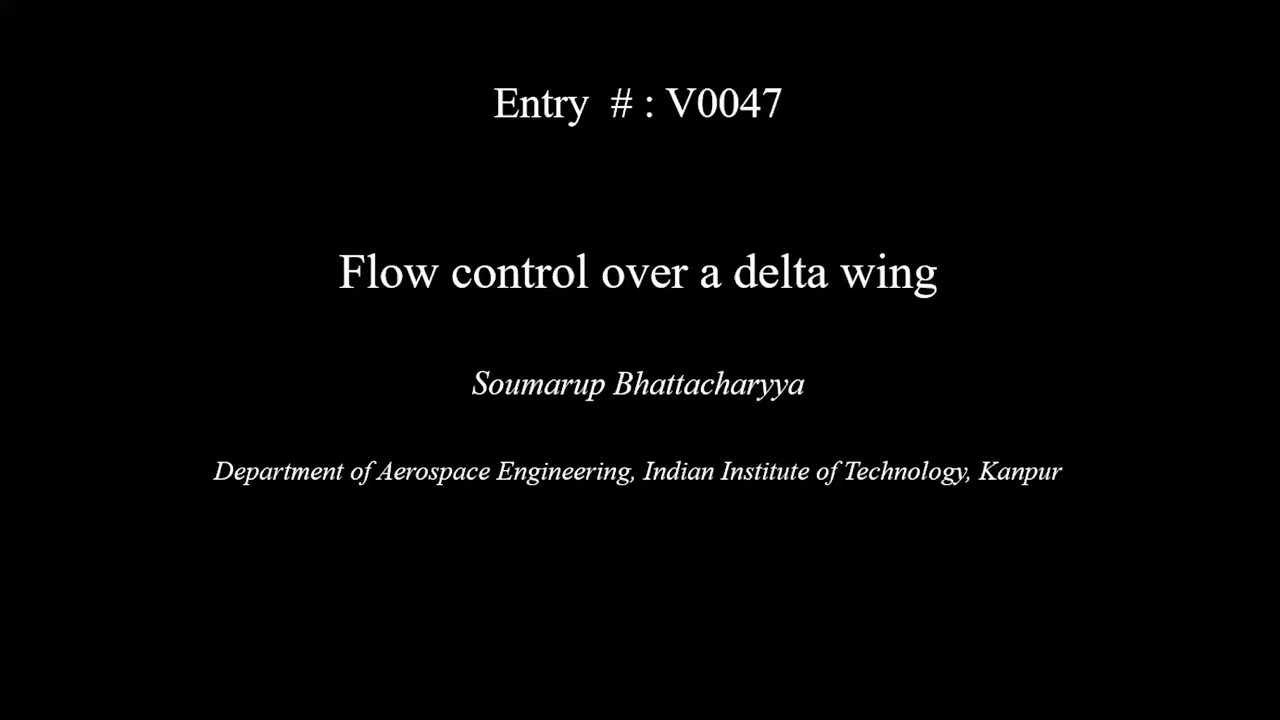 Entry # : V0047
Flow control over a delta wing
Soumarup Bhattacharyya
Department of Aerospace Engineering, Indian Institute of Technology, Kanpur